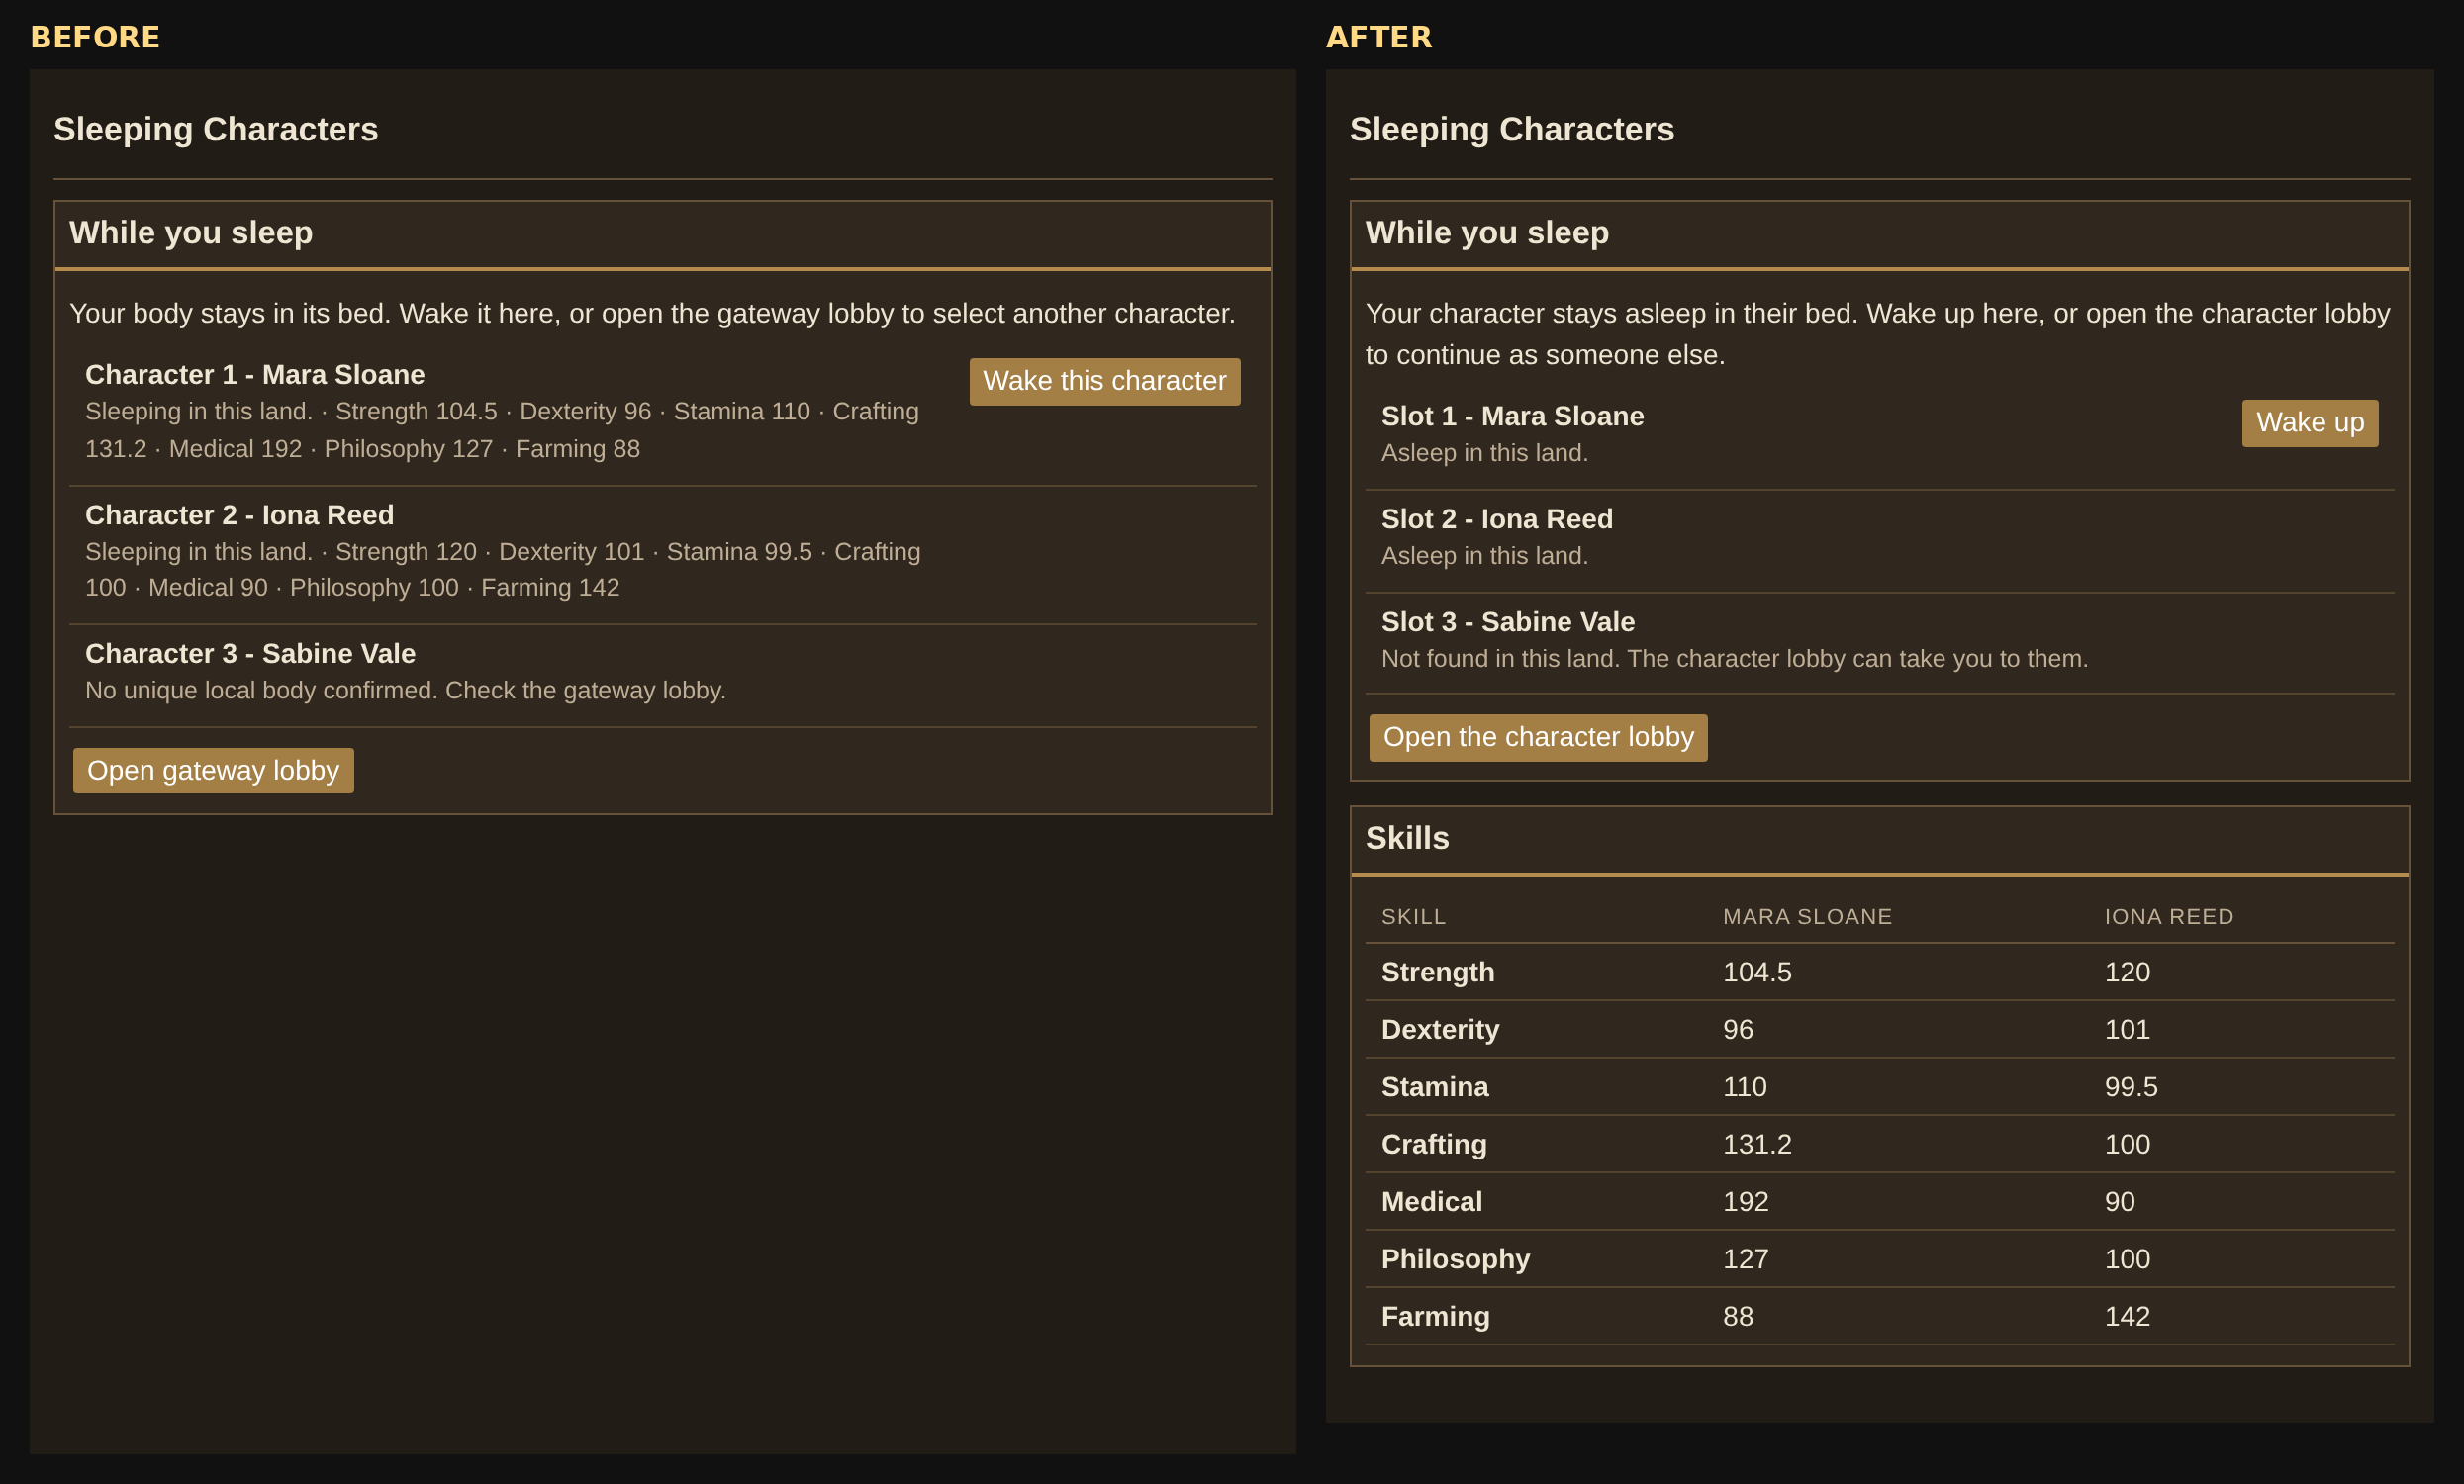 BEFORE
Sleeping Characters
While you sleep
Your body stays in its bed. Wake it here, or open the gateway lobby to select another character.
Character 1 - Mara Sloane
Wake this character
Sleeping in this land. · Strength 104.5 · Dexterity 96 · Stamina 110 · Crafting
131.2 · Medical 192 · Philosophy 127 · Farming 88
Character 2 - Iona Reed
Sleeping in this land. · Strength 120 · Dexterity 101 · Stamina 99.5 · Crafting
100 · Medical 90 · Philosophy 100 · Farming 142
Character 3 - Sabine Vale
No unique local body confirmed. Check the gateway lobby.
Open gateway lobby
AFTER
Sleeping Characters
While you sleep
Your character stays asleep in their bed. Wake up here, or open the character lobby
to continue as someone else.
Slot 1 - Mara Sloane
Wake up
Asleep in this land.
Slot 2 - Iona Reed
Asleep in this land.
Slot 3 - Sabine Vale
Not found in this land. The character lobby can take you to them.
Open the character lobby
Skills
SKILL MARA SLOANE IONA REED
Strength 104.5 120
Dexterity 96 101
Stamina 110 99.5
Crafting 131.2 100
Medical 192 90
Philosophy 127 100
Farming 88 142